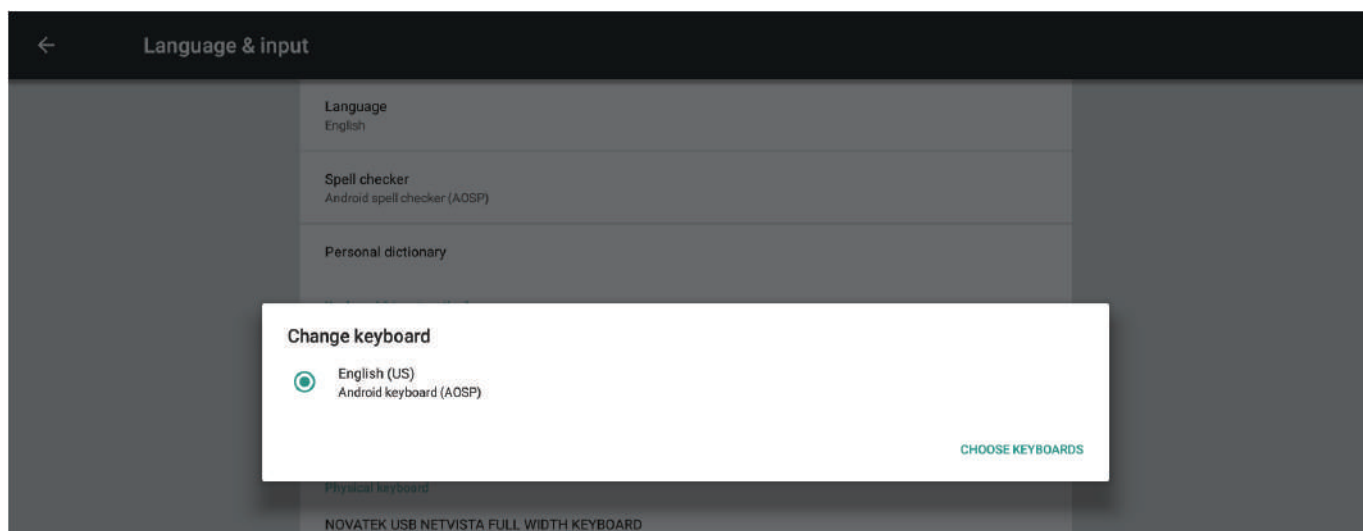 Language & input
Language
English
Spell checker
Android spell checker (AOSP)
Personal dictionary
Change keyboard
English (US)
Android keyboard (AOSP)
CHOOSE KEYBOARDS
Physical keyboard
NOVATEK USB NETVISTA FULL WIDTH KEYBOARD